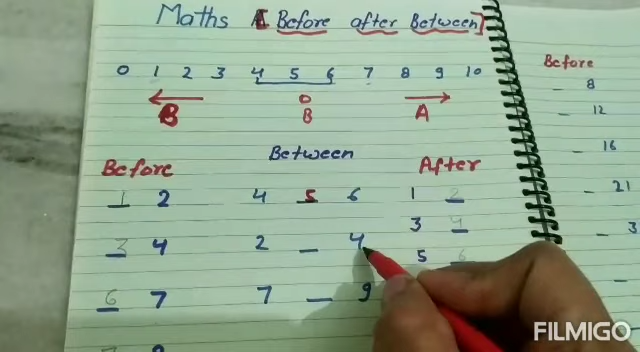 Maths [Before after Between]
0 1 2 3 4 5 6 7 8 9 10
B O B A
Before Between After
1 2 4 5 6 1 2
3 4
3 4 2 _ 4
5 6
6 7 7 _ 9
Before
_ 8
_ 12
_ 16
_ 21
_ 3
FILMIGO